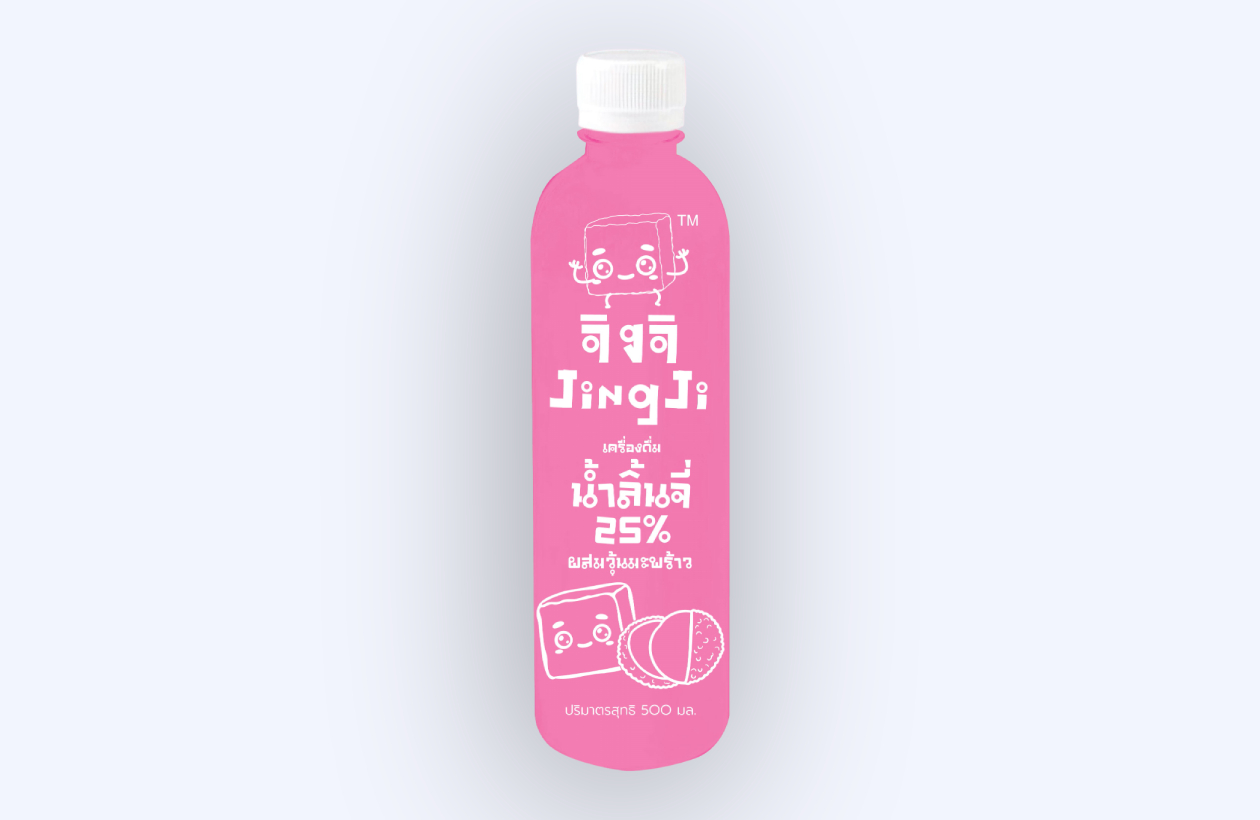 TM
จิงจิ
JingJi
เครื่องดื่ม
น้ำลิ้นจี่
25%
ผสมวุ้นมะพร้าว
ปริมาตรสุทธิ 500 มล.